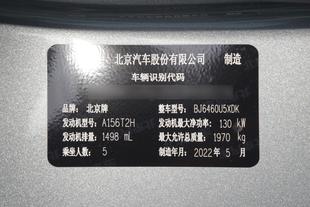 中 北京汽车股份有限公司 制造
车辆识别代码
品牌：北京牌 整车型号：BJ6460U5XDK
发动机型号：A156T2H 发动机最大净功率：130 kW
发动机排量：1498 mL 最大允许总质量：1970 kg
乘坐人数：5 制造年月：2022 年 5 月